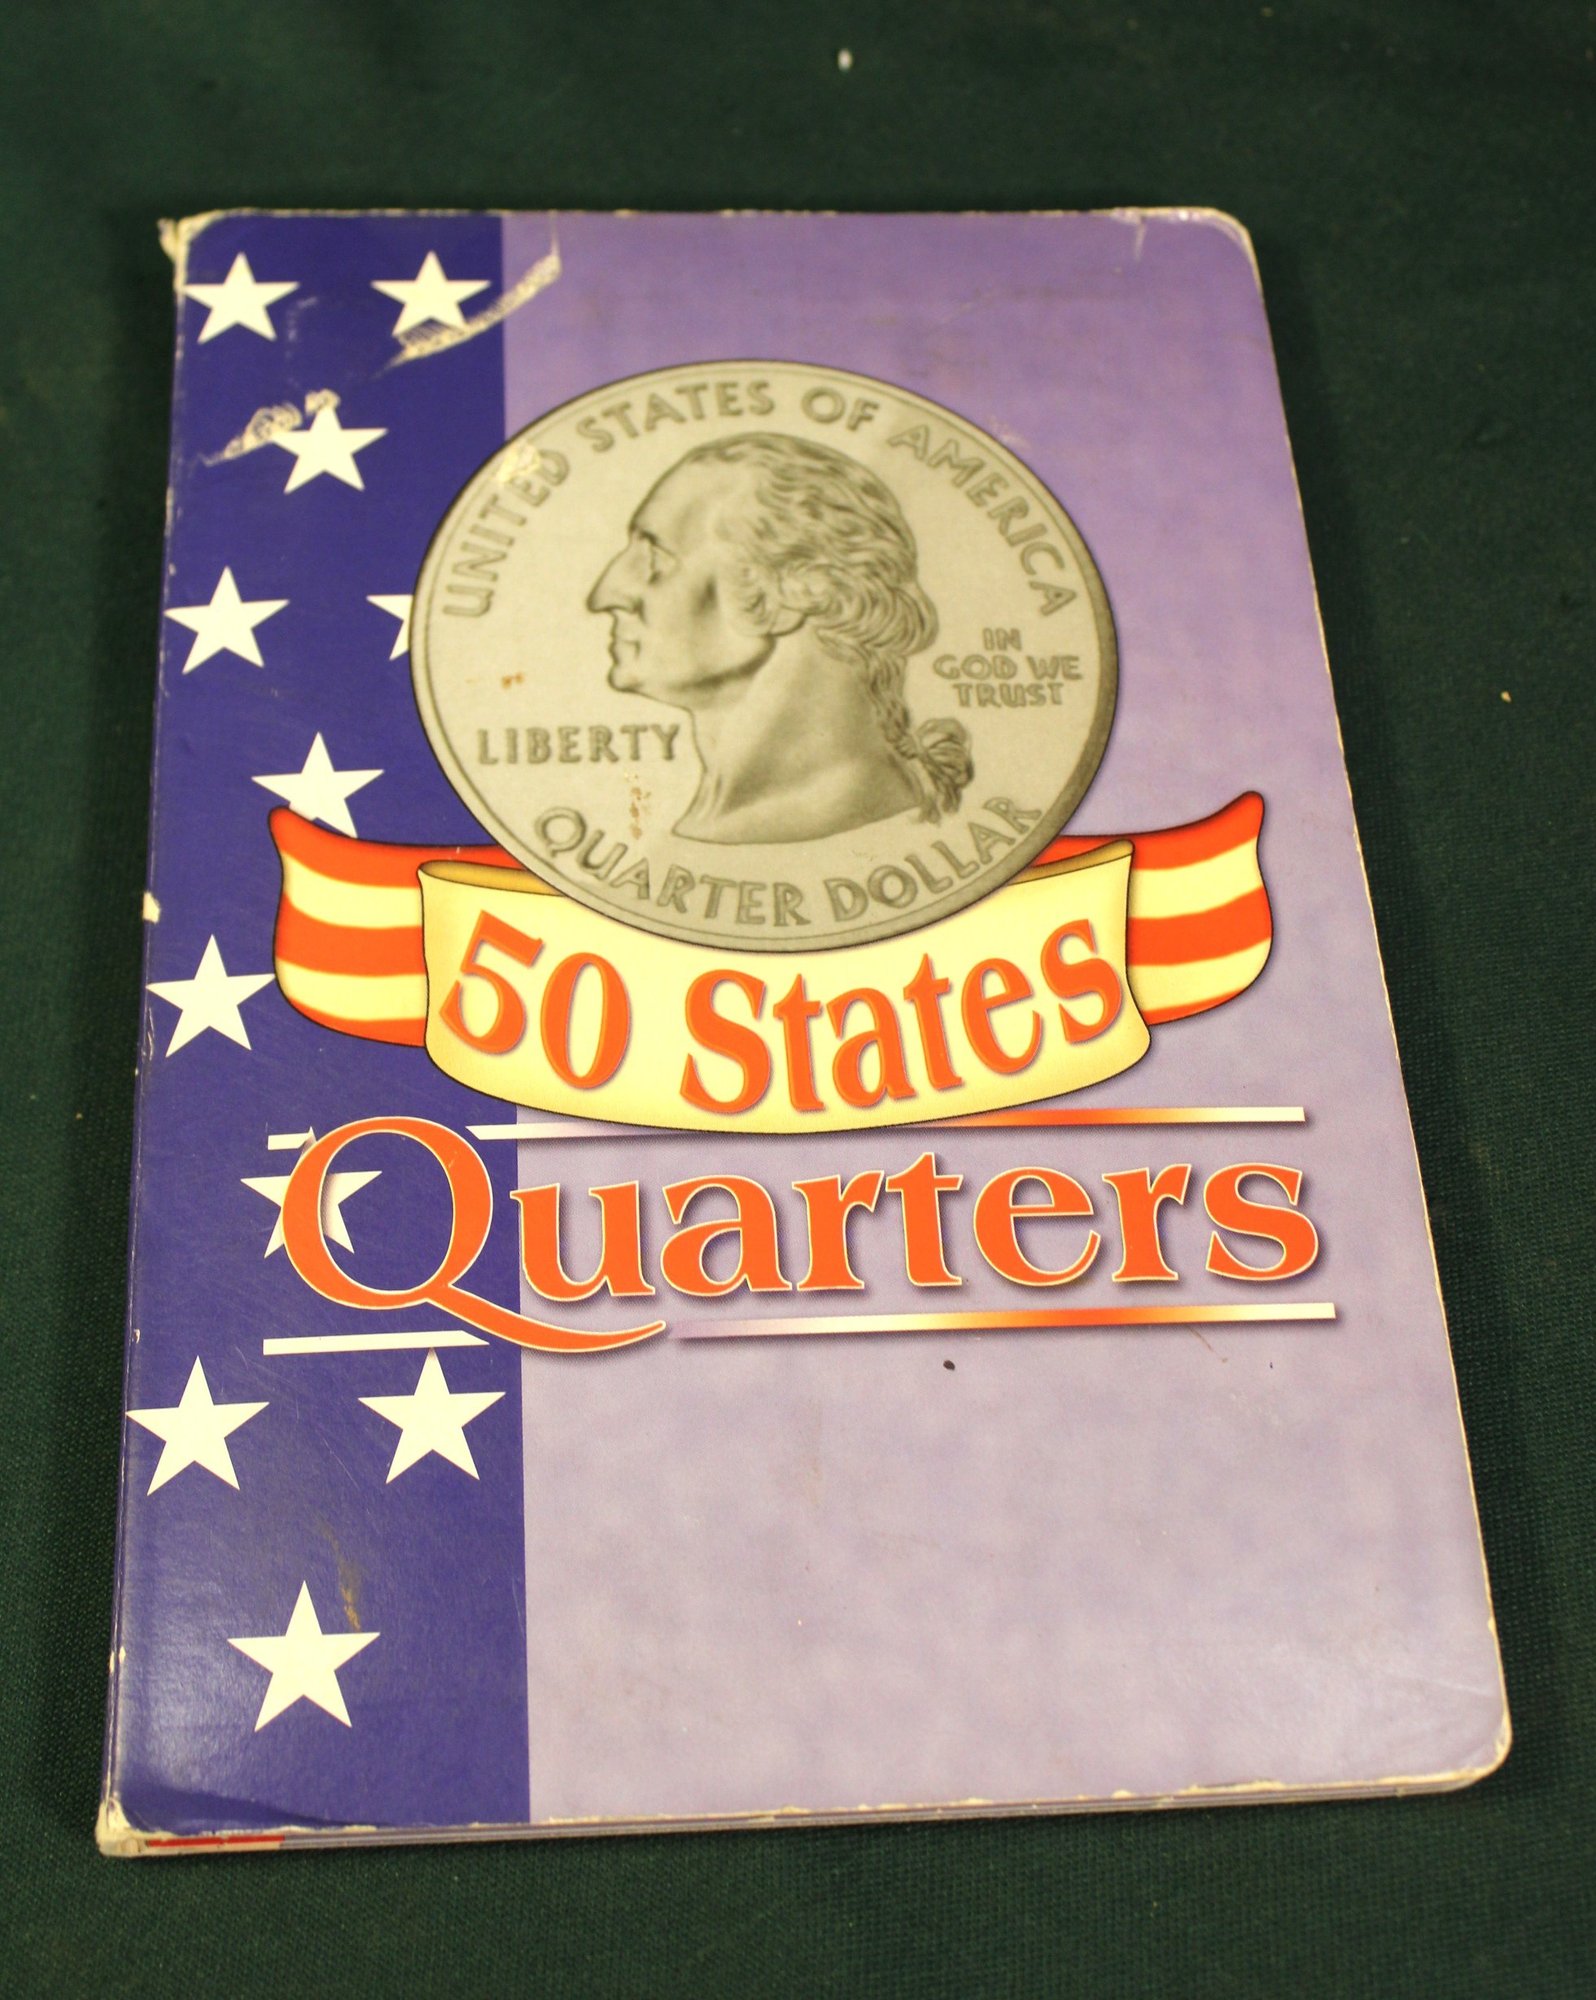 UNITED STATES OF AMERICA
IN
GOD WE
TRUST
LIBERTY
QUARTER DOLLAR
50 States
Quarters